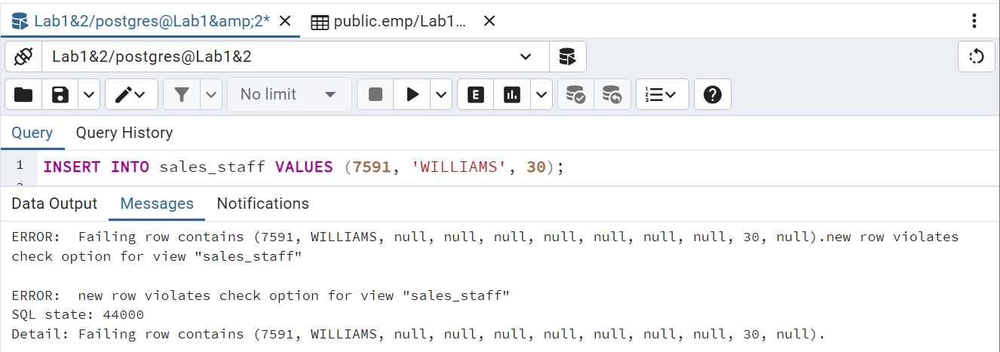 Lab1&2/postgres@Lab1&amp;2* public.emp/Lab1...
Lab1&2/postgres@Lab1&2
No limit E
Query Query History
1 INSERT INTO sales_staff VALUES (7591, 'WILLIAMS', 30);
Data Output Messages Notifications
ERROR:  Failing row contains (7591, WILLIAMS, null, null, null, null, null, null, null, 30, null).new row violates
check option for view "sales_staff"
ERROR:  new row violates check option for view "sales_staff"
SQL state: 44000
Detail: Failing row contains (7591, WILLIAMS, null, null, null, null, null, null, null, 30, null).